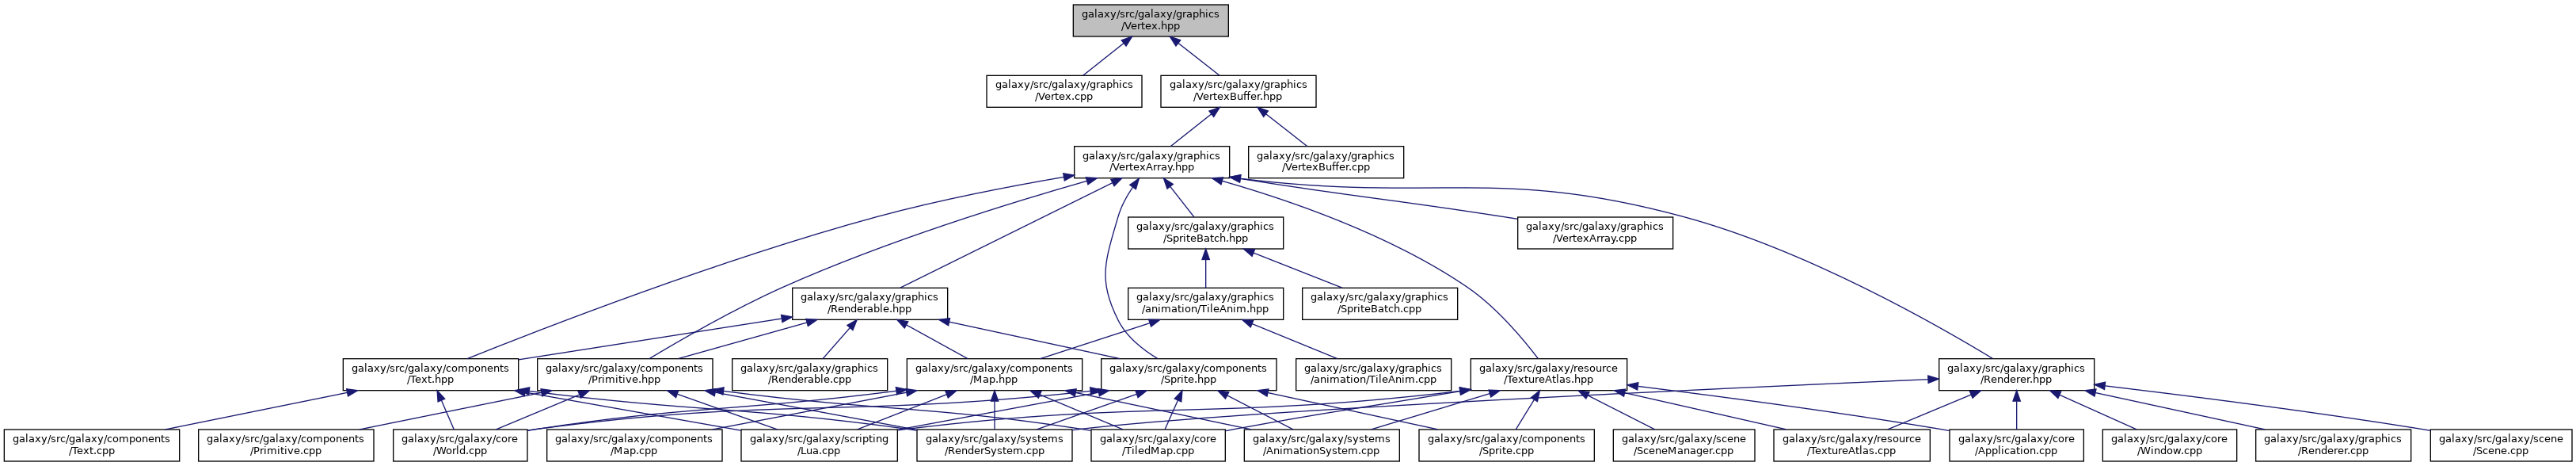 galaxy/src/galaxy/graphics
/Vertex.hpp
galaxy/src/galaxy/graphics
/Vertex.cpp
galaxy/src/galaxy/graphics
/VertexBuffer.hpp
galaxy/src/galaxy/graphics
/VertexArray.hpp
galaxy/src/galaxy/graphics
/VertexBuffer.cpp
galaxy/src/galaxy/graphics
/SpriteBatch.hpp
galaxy/src/galaxy/graphics
/VertexArray.cpp
galaxy/src/galaxy/graphics
/Renderable.hpp
galaxy/src/galaxy/graphics
/animation/TileAnim.hpp
galaxy/src/galaxy/graphics
/SpriteBatch.cpp
galaxy/src/galaxy/components
/Text.hpp
galaxy/src/galaxy/components
/Primitive.hpp
galaxy/src/galaxy/graphics
/Renderable.cpp
galaxy/src/galaxy/components
/Map.hpp
galaxy/src/galaxy/components
/Sprite.hpp
galaxy/src/galaxy/graphics
/animation/TileAnim.cpp
galaxy/src/galaxy/resource
/TextureAtlas.hpp
galaxy/src/galaxy/graphics
/Renderer.hpp
galaxy/src/galaxy/components
/Text.cpp
galaxy/src/galaxy/components
/Primitive.cpp
galaxy/src/galaxy/core
/World.cpp
galaxy/src/galaxy/components
/Map.cpp
galaxy/src/galaxy/scripting
/Lua.cpp
galaxy/src/galaxy/systems
/RenderSystem.cpp
galaxy/src/galaxy/core
/TiledMap.cpp
galaxy/src/galaxy/systems
/AnimationSystem.cpp
galaxy/src/galaxy/components
/Sprite.cpp
galaxy/src/galaxy/scene
/SceneManager.cpp
galaxy/src/galaxy/resource
/TextureAtlas.cpp
galaxy/src/galaxy/core
/Application.cpp
galaxy/src/galaxy/core
/Window.cpp
galaxy/src/galaxy/graphics
/Renderer.cpp
galaxy/src/galaxy/scene
/Scene.cpp